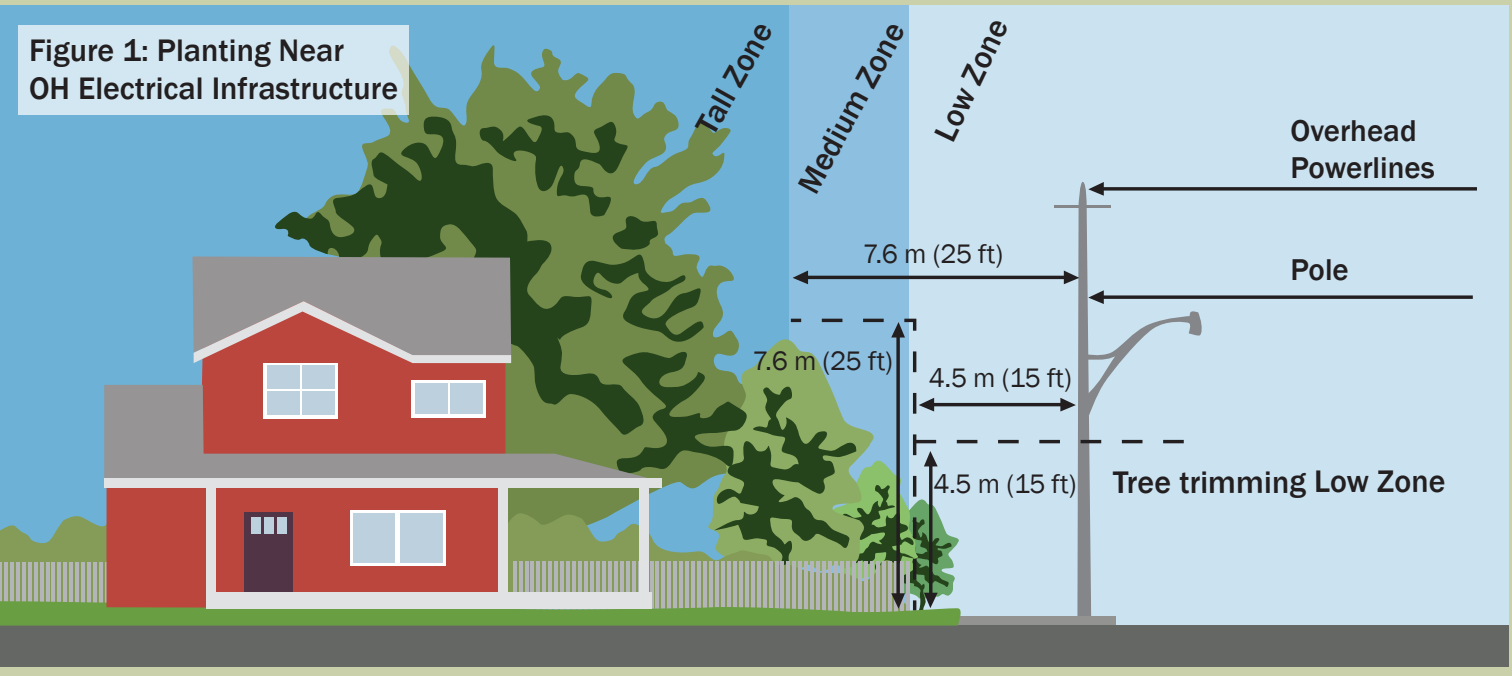 Figure 1: Planting Near
OH Electrical Infrastructure
Tall Zone
Medium Zone
Low Zone
Overhead
Powerlines
7.6 m (25 ft)
Pole
7.6 m (25 ft)
4.5 m (15 ft)
4.5 m (15 ft)
Tree trimming Low Zone